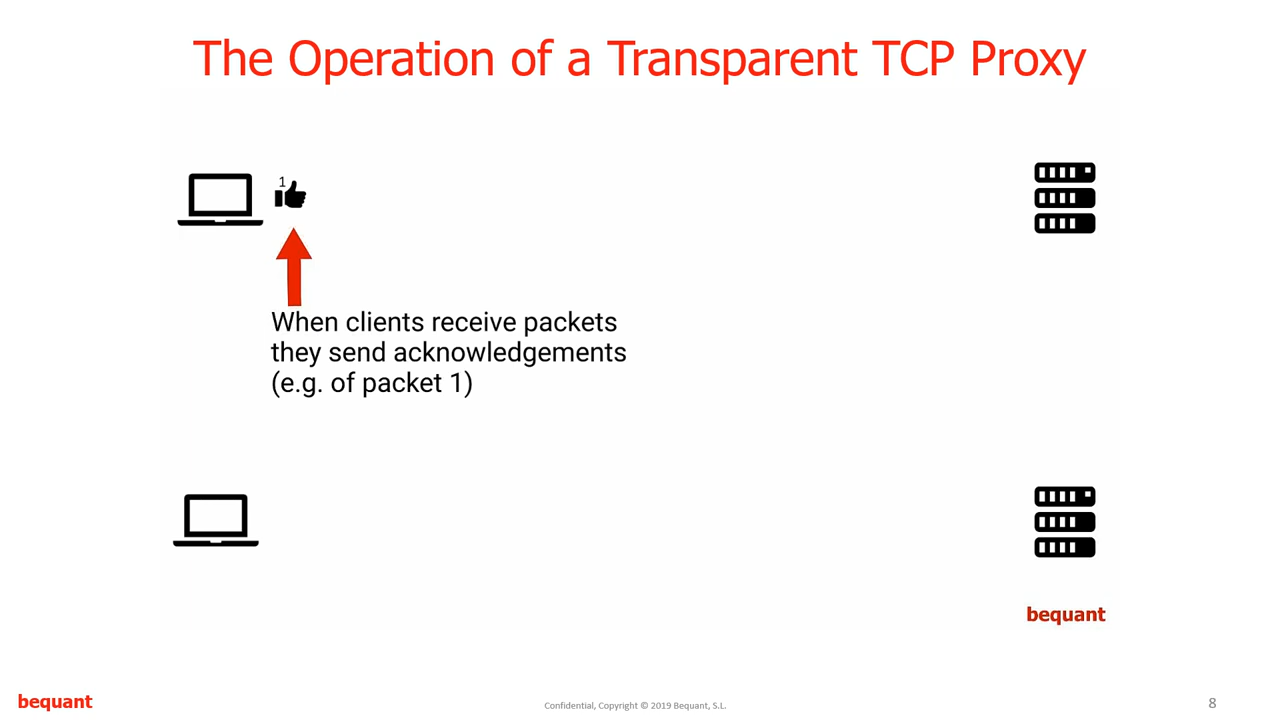 The Operation of a Transparent TCP Proxy
1
When clients receive packets
they send acknowledgements
(e.g. of packet 1)
bequant
bequant
Confidential, Copyright © 2019 Bequant, S.L.
8